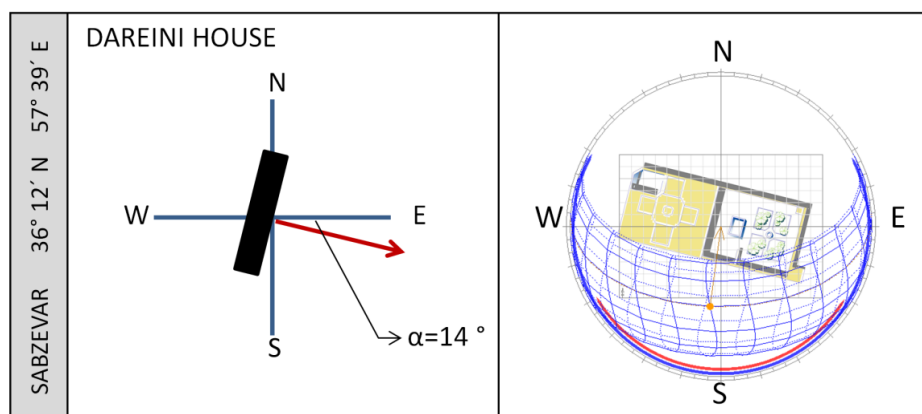 SABZEVAR 36° 12′ N 57° 39′ E
DAREINI HOUSE
N
W
E
S
α=14 °
N
W
E
S